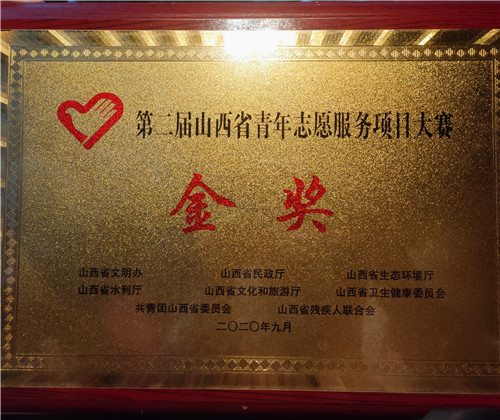 第二届山西省青年志愿服务项目大赛
金奖
山西省文明办 山西省民政厅 山西省生态环境厅
山西省水利厅 山西省文化和旅游厅 山西省卫生健康委员会
共青团山西省委员会 山西省残疾人联合会
二〇二〇年九月